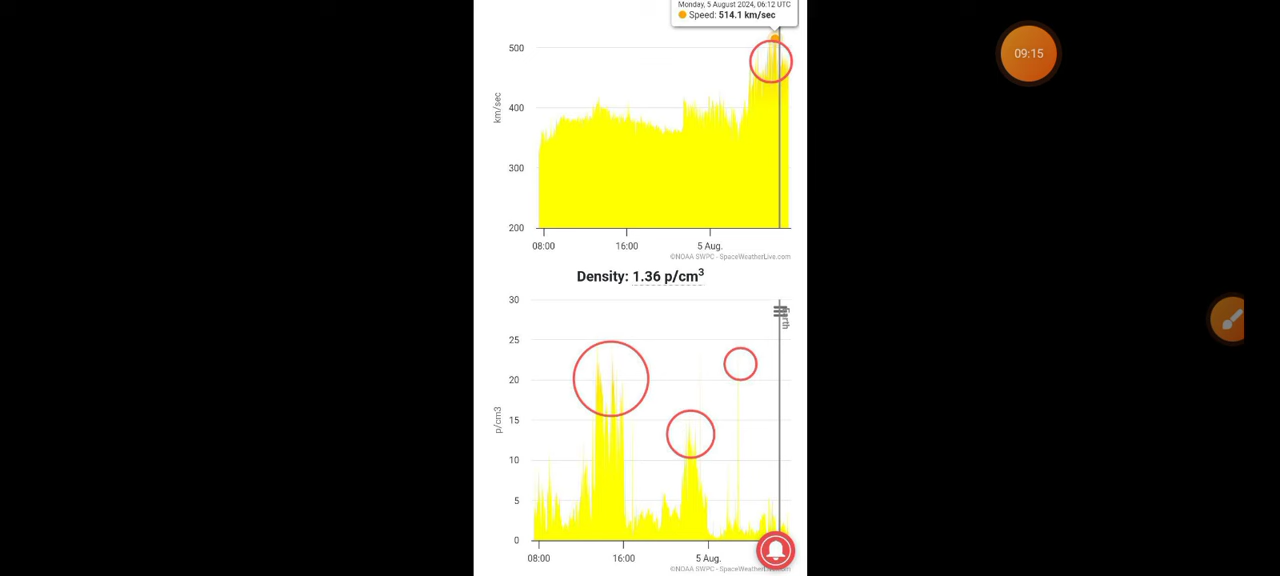 Monday, 5 August 2024, 06:12 UTC
Speed: 514.1 km/sec
09:15
500
400
300
200
km/sec
08:00 16:00 5 Aug.
©NOAA SWPC - SpaceWeatherLive.com
Density: 1.36 p/cm3
30
25
20
15
10
5
0
p/cm3
Earth
08:00 16:00 5 Aug.
©NOAA SWPC - SpaceWeatherLive.com